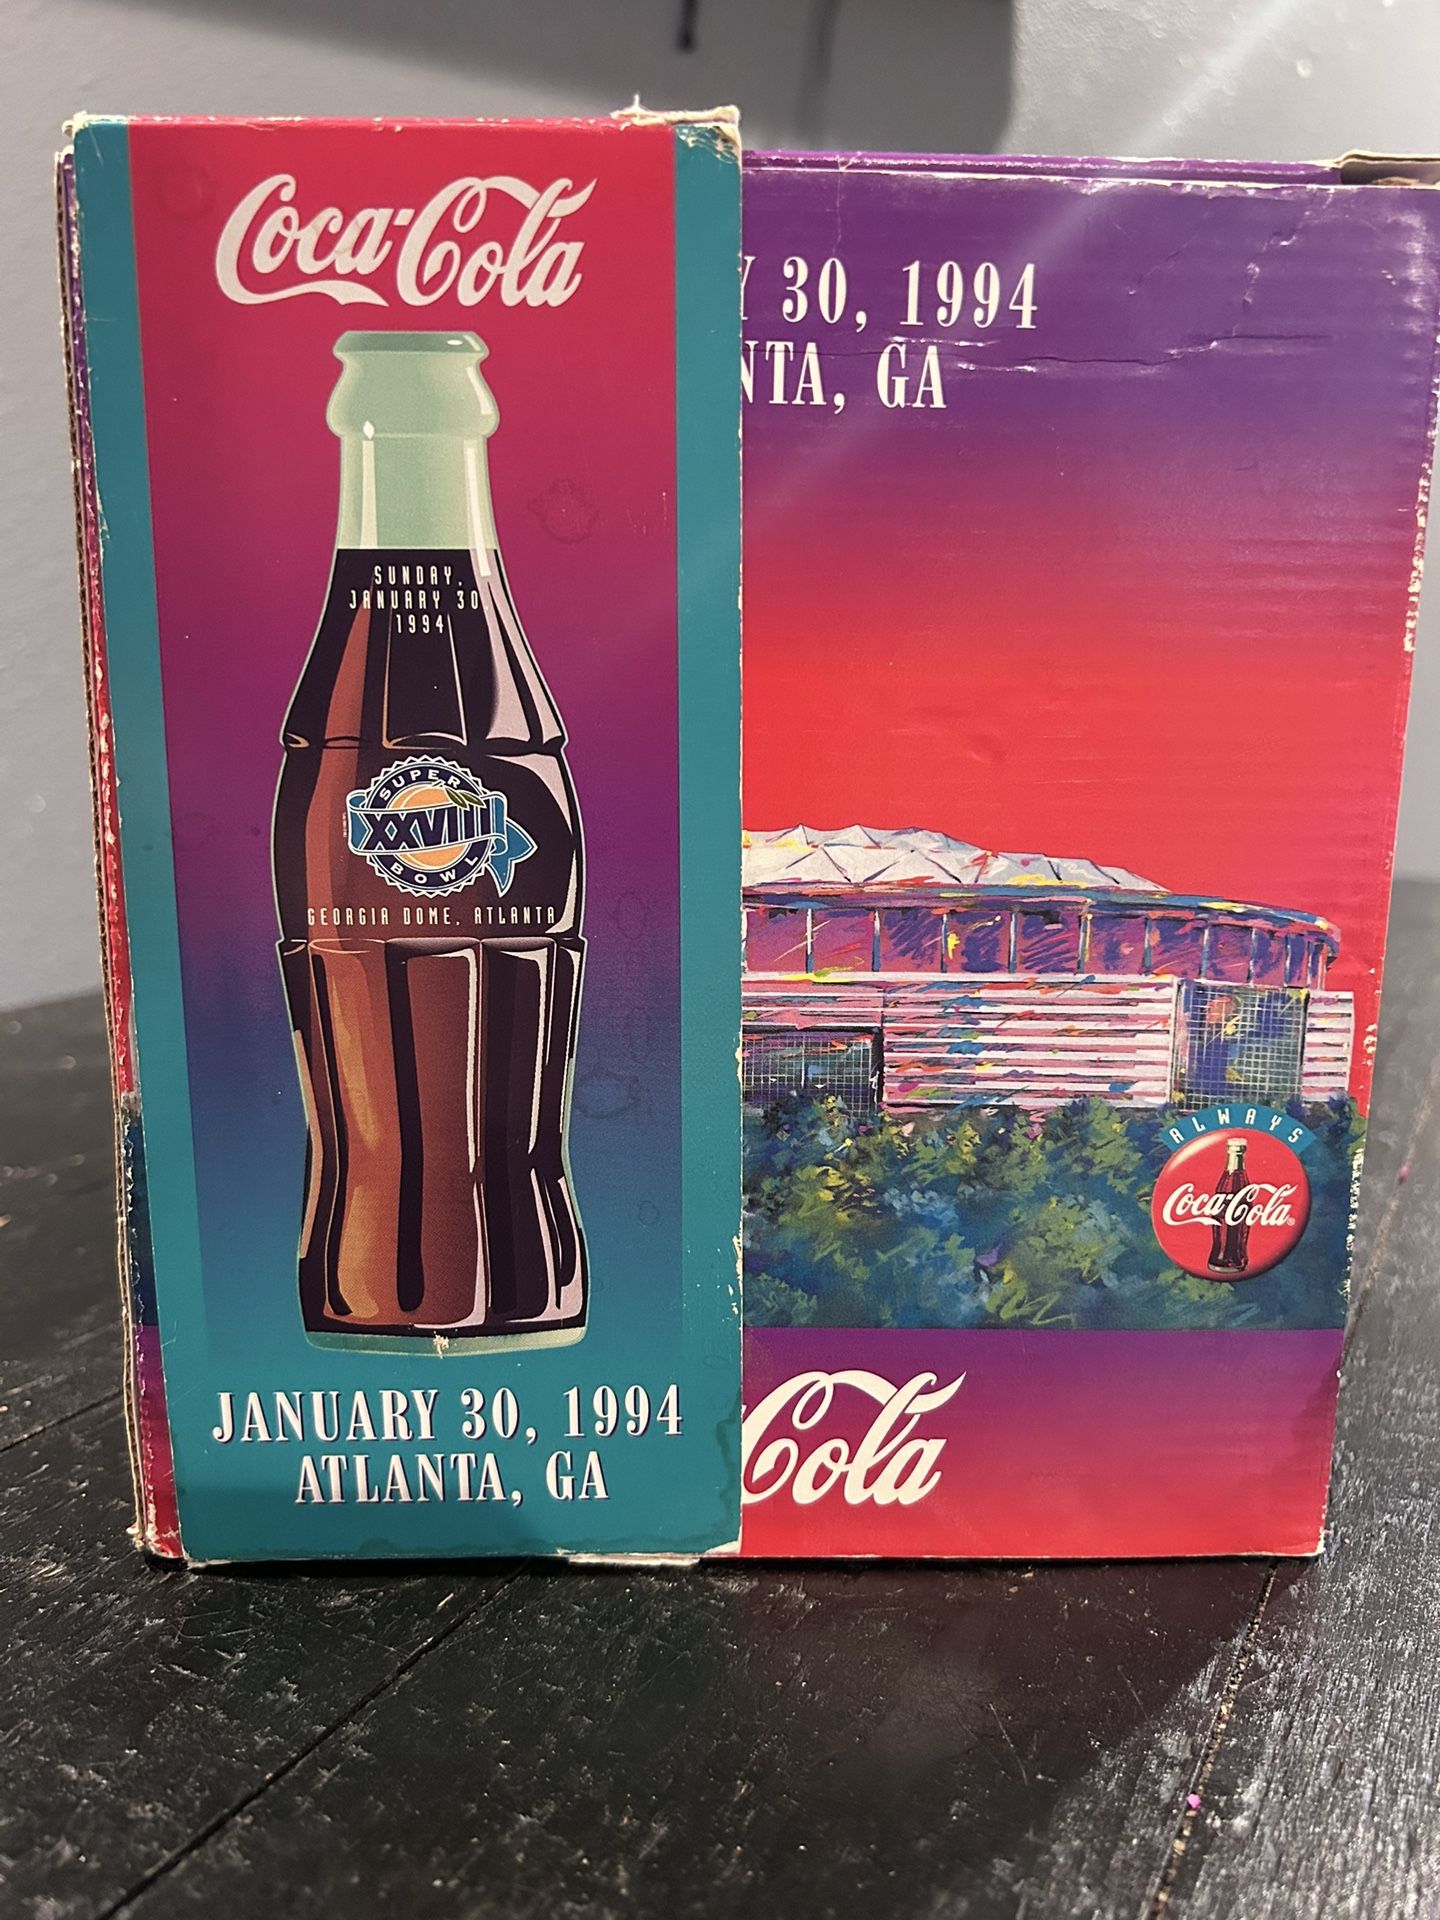 Coca-Cola
SUNDAY,
JANUARY 30,
1994
SUPER
XXVIII
BOWL
GEORGIA DOME, ATLANTA
JANUARY 30, 1994
ATLANTA, GA
Y 30, 1994
NTA, GA
ALWAYS
Coca-Cola
Cola